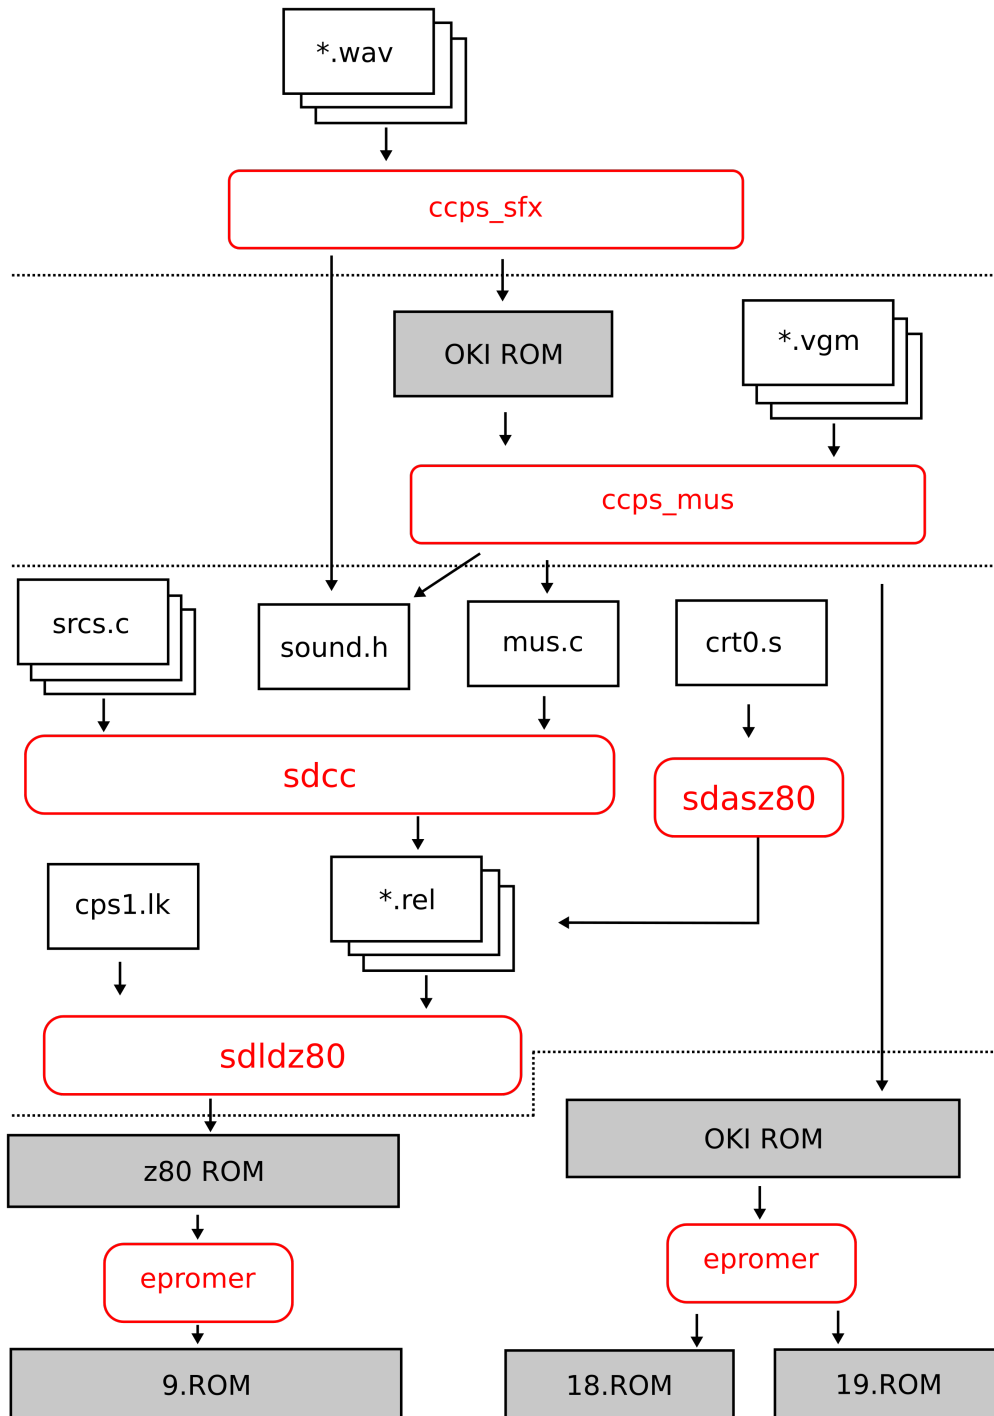 *.wav
ccps_sfx
OKI ROM
*.vgm
ccps_mus
srcs.c
sound.h
mus.c
crt0.s
sdcc
sdasz80
cps1.lk
*.rel
sdldz80
z80 ROM
OKI ROM
epromer
epromer
9.ROM
18.ROM
19.ROM